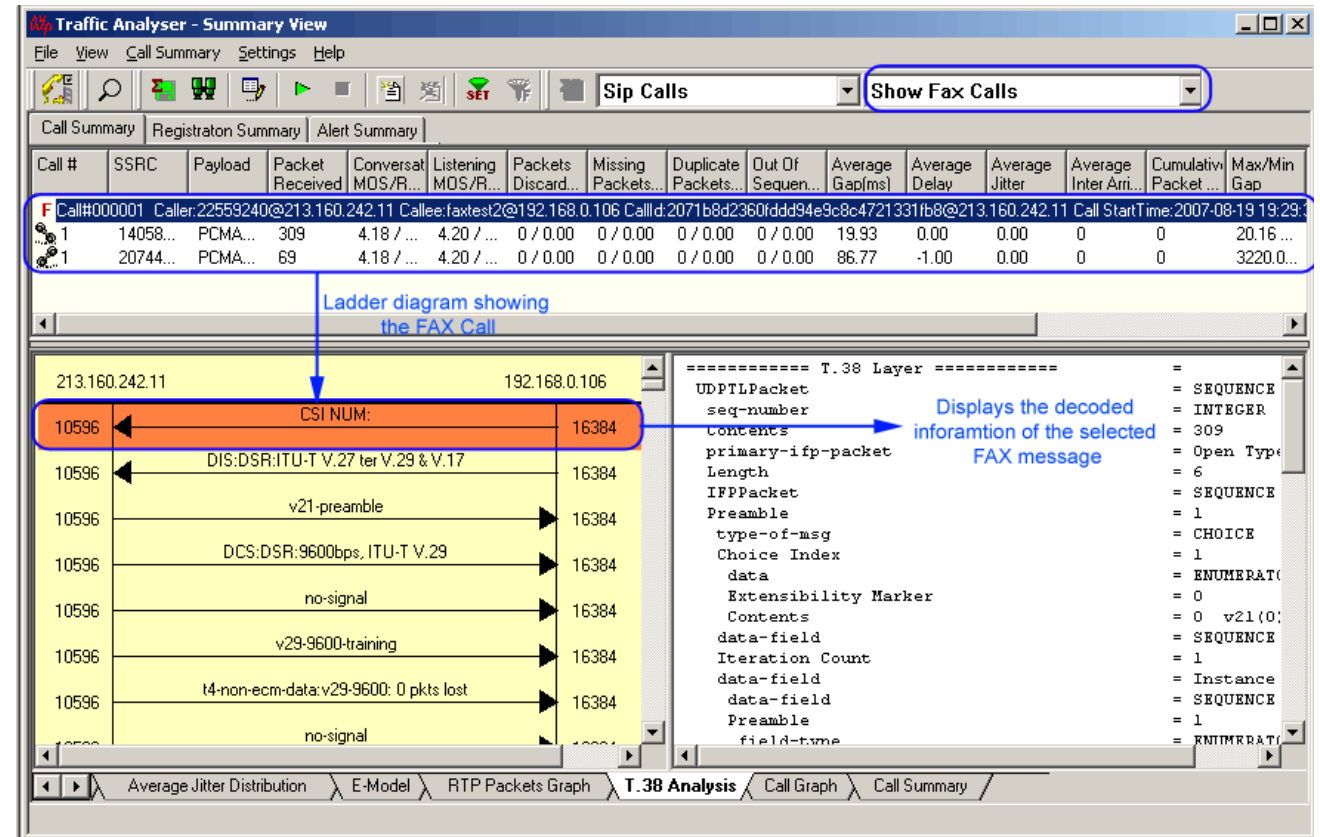 Traffic Analyser - Summary View
File View Call Summary Settings Help
SET Sip Calls Show Fax Calls
Call Summary Registraton Summary Alert Summary
Call # SSRC Payload Packet Received Conversat MOS/R... Listening MOS/R... Packets Discard... Missing Packets... Duplicate Packets... Out Of Sequen... Average Gap(ms) Average Delay Average Jitter Average Inter Arri... Cumulativ Packet ... Max/Min Gap
F Call#000001 Caller:22559240@213.160.242.11 Callee:faxtest2@192.168.0.106 CallId:2071b8d2360fddd94e9c8c4721331fb8@213.160.242.11 Call StartTime:2007-08-19 19:29:
1 14058... PCMA... 309 4.18 / ... 4.20 / ... 0 / 0.00 0 / 0.00 0 / 0.00 0 / 0.00 19.93 0.00 0.00 0 0 20.16 ...
1 20744... PCMA... 69 4.18 / ... 4.20 / ... 0 / 0.00 0 / 0.00 0 / 0.00 0 / 0.00 86.77 -1.00 0.00 0 0 3220.0...
Ladder diagram showing
the FAX Call
213.160.242.11 192.168.0.106
CSI NUM:
10596 16384
DIS:DSR:ITU-T V.27 ter V.29 & V.17
10596 16384
v21-preamble
10596 16384
DCS:DSR:9600bps, ITU-T V.29
10596 16384
no-signal
10596 16384
v29-9600-training
10596 16384
t4-non-ecm-data:v29-9600: 0 pkts lost
10596 16384
no-signal
============ T.38 Layer ============ =
UDPTLPacket = SEQUENCE
seq-number = INTEGER
Contents = 309
primary-ifp-packet = Open Type
Length = 6
IFPPacket = SEQUENCE
Preamble = 1
type-of-msg = CHOICE
Choice Index = 1
data = ENUMERAT
Extensibility Marker = 0
Contents = 0 v21(0)
data-field = SEQUENCE
Iteration Count = 1
data-field = Instance
data-field = SEQUENCE
Preamble = 1
field-type = ENUMERAT
Displays the decoded
inforamtion of the selected
FAX message
Average Jitter Distribution E-Model RTP Packets Graph T.38 Analysis Call Graph Call Summary